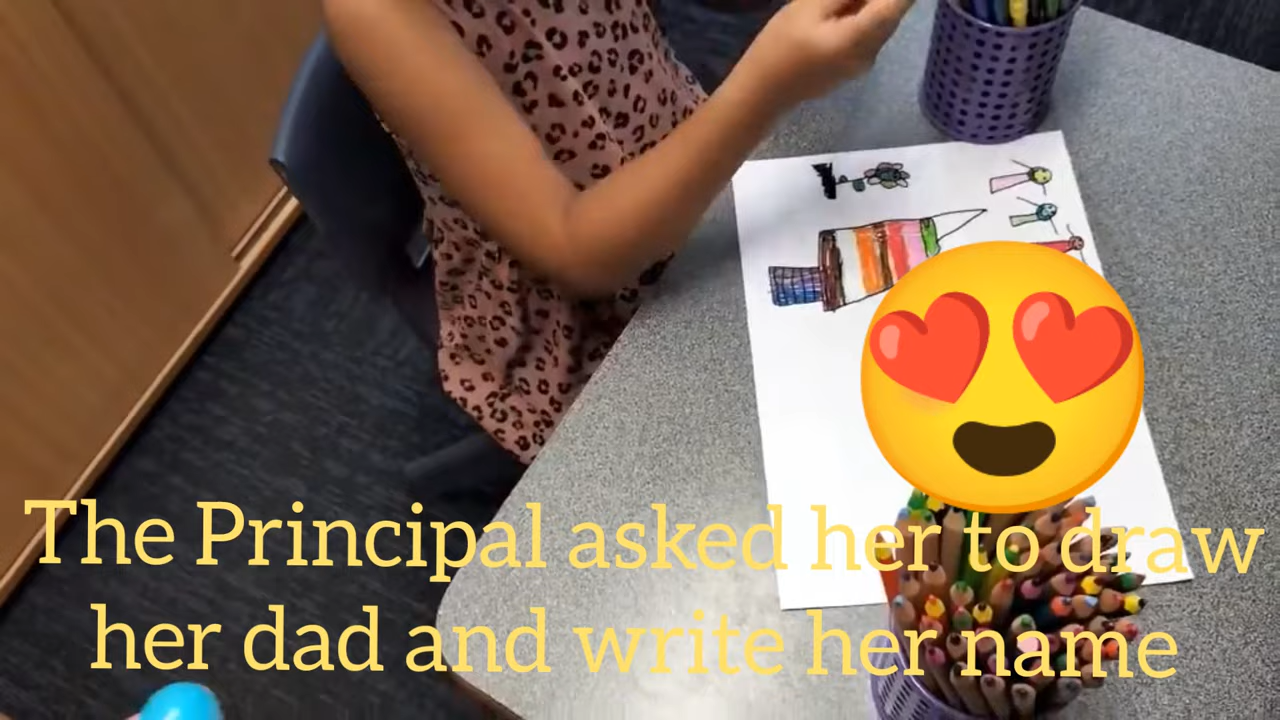 The Principal asked her to draw
her dad and write her name